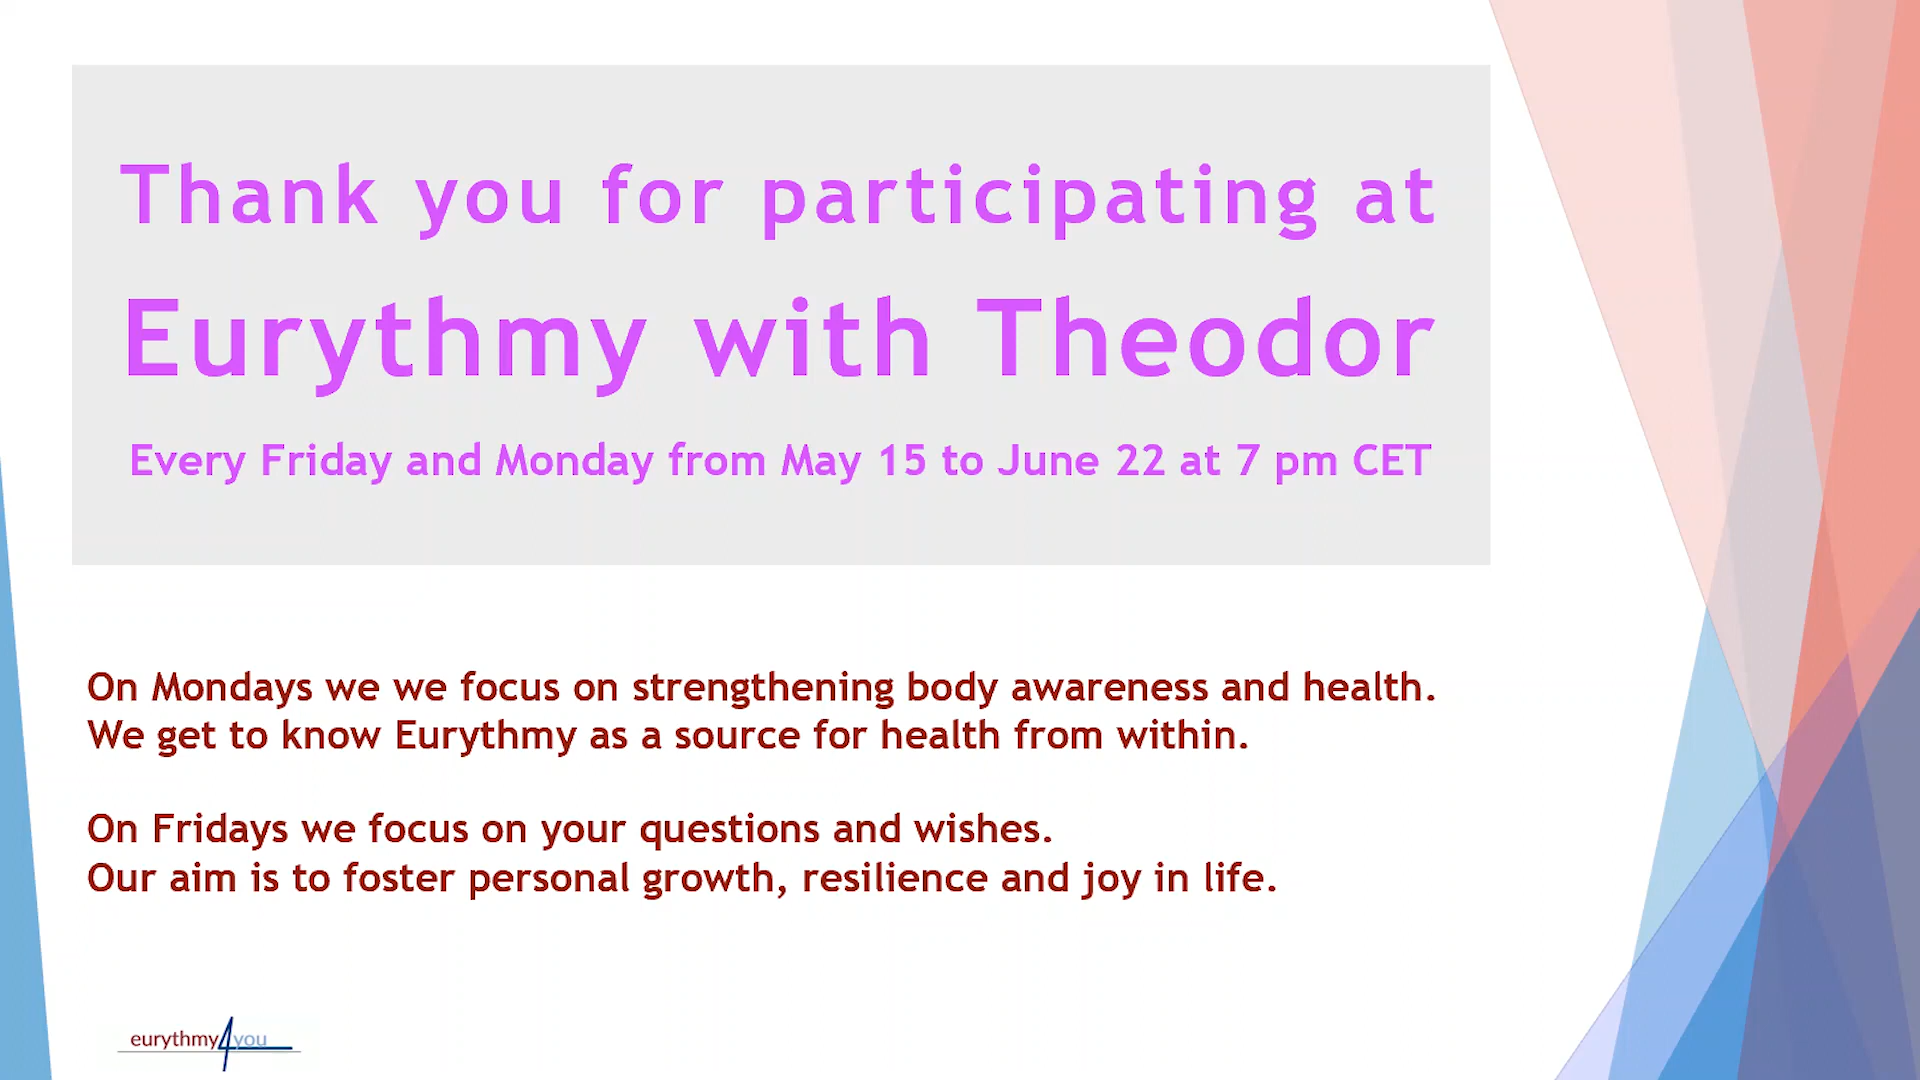 Thank you for participating at
Eurythmy with Theodor
Every Friday and Monday from May 15 to June 22 at 7 pm CET
On Mondays we we focus on strengthening body awareness and health.
We get to know Eurythmy as a source for health from within.
On Fridays we focus on your questions and wishes.
Our aim is to foster personal growth, resilience and joy in life.
eurythmy4you